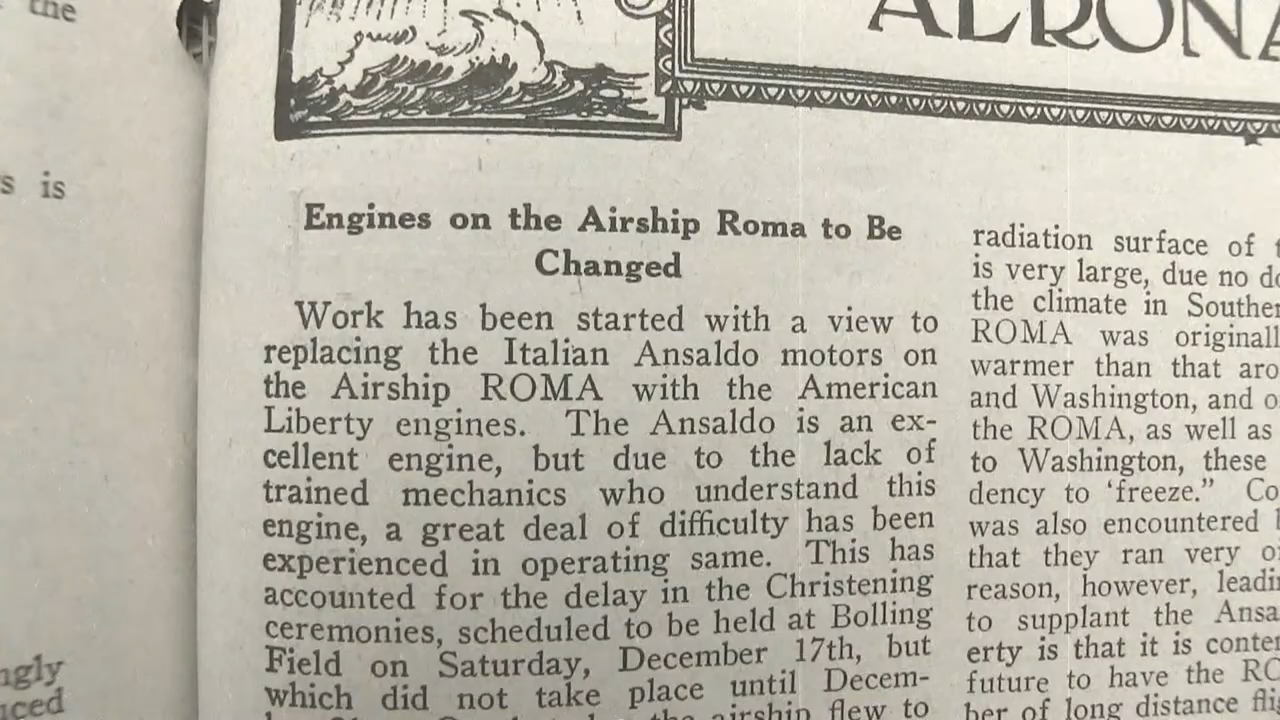 the
s is
ngly
AERONA
Engines on the Airship Roma to Be
Changed
Work has been started with a view to
replacing the Italian Ansaldo motors on
the Airship ROMA with the American
Liberty engines. The Ansaldo is an ex-
cellent engine, but due to the lack of
trained mechanics who understand this
engine, a great deal of difficulty has been
experienced in operating same. This has
accounted for the delay in the Christening
ceremonies, scheduled to be held at Bolling
Field on Saturday, December 17th, but
which did not take place until Decem-
the airship flew to
radiation surface of
is very large, due no
the climate in Souther
ROMA was originall
warmer than that aro
and Washington, and o
the ROMA, as well as
to Washington, these
dency to ‘freeze.” Co
was also encountered
that they ran very
reason, however, leadin
to supplant the Ansa
erty is that it is conte
future to have the RO
ber of long distance fli